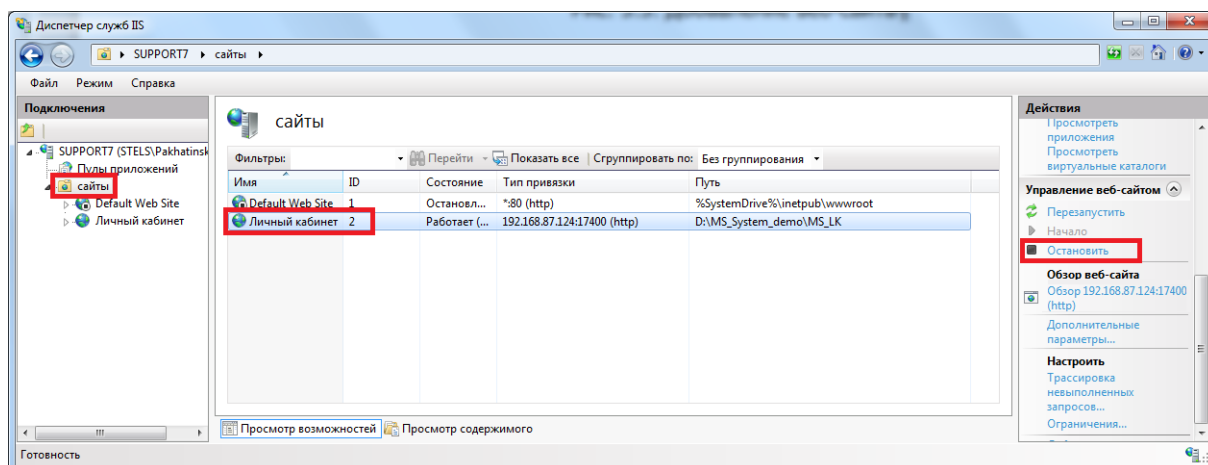 Диспетчер служб IIS
SUPPORT7 сайты
Файл Режим Справка
Подключения
SUPPORT7 (STELS\Pakhatinsk
Пулы приложений
сайты
Default Web Site
Личный кабинет
сайты
Фильтры: Перейти Показать все Сгруппировать по: Без группирования
Имя ID Состояние Тип привязки Путь
Default Web Site 1 Остановл... *:80 (http) %SystemDrive%\inetpub\wwwroot
Личный кабинет 2 Работает (... 192.168.87.124:17400 (http) D:\MS_System_demo\MS_LK
Просмотр возможностей Просмотр содержимого
Действия
Просмотреть
приложения
Просмотреть
виртуальные каталоги
Управление веб-сайтом
Перезапустить
Начало
Остановить
Обзор веб-сайта
Обзор 192.168.87.124:17400
(http)
Дополнительные
параметры...
Настроить
Трассировка
невыполненных
запросов...
Ограничения...
Готовность